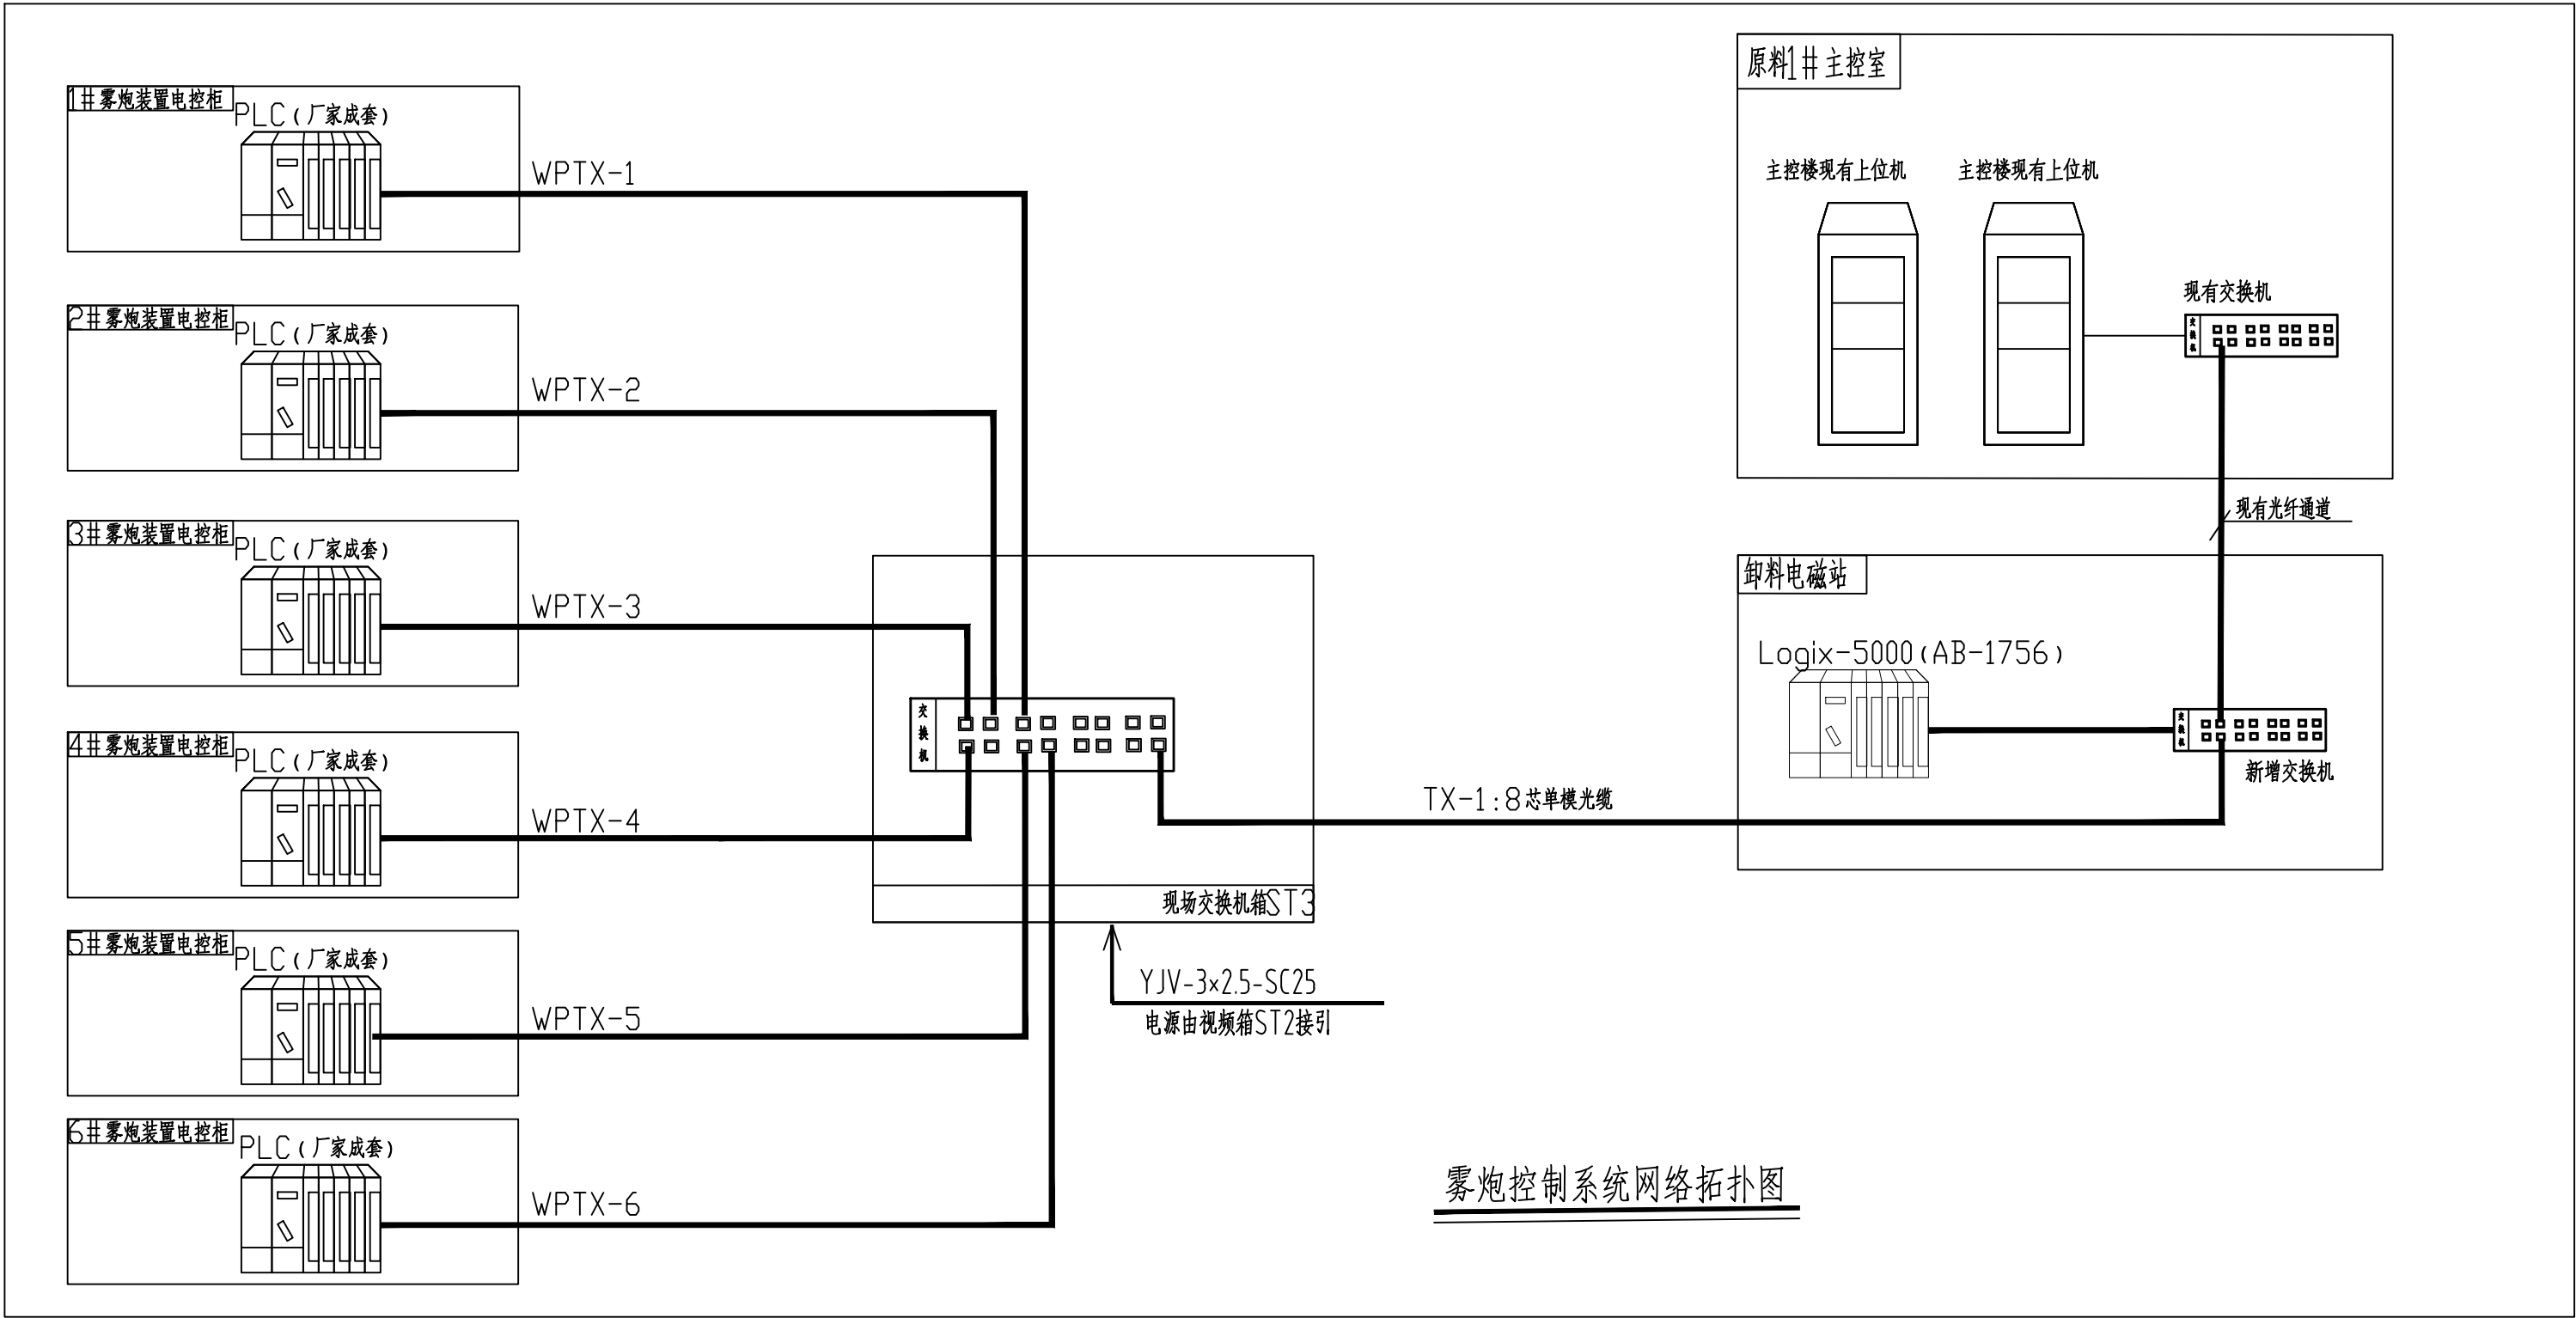 1#雾炮装置电控柜
PLC(厂家成套)
WPTX-1
2#雾炮装置电控柜
PLC(厂家成套)
WPTX-2
3#雾炮装置电控柜
PLC(厂家成套)
WPTX-3
4#雾炮装置电控柜
PLC(厂家成套)
WPTX-4
5#雾炮装置电控柜
PLC(厂家成套)
WPTX-5
6#雾炮装置电控柜
PLC(厂家成套)
WPTX-6
交
换
机
现场交换机箱ST3
YJV-3x2.5-SC25
电源由视频箱ST2接引
TX-1:8芯单模光缆
原料1#主控室
主控楼现有上位机
主控楼现有上位机
现有交换机
交
换
机
现有光纤通道
卸料电磁站
Logix-5000(AB-1756)
交
换
机
新增交换机
雾炮控制系统网络拓扑图